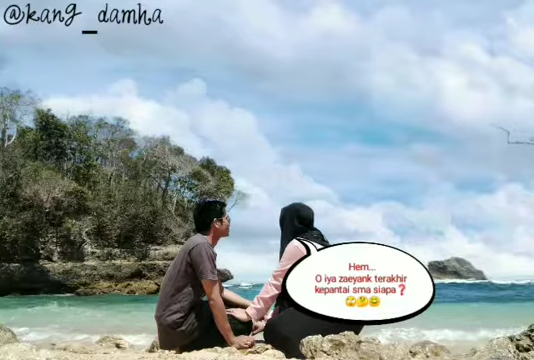 @kang_damha
Hem...
O iya zaeyank terakhir
kepantai sma siapa❓
🙄🤔😂